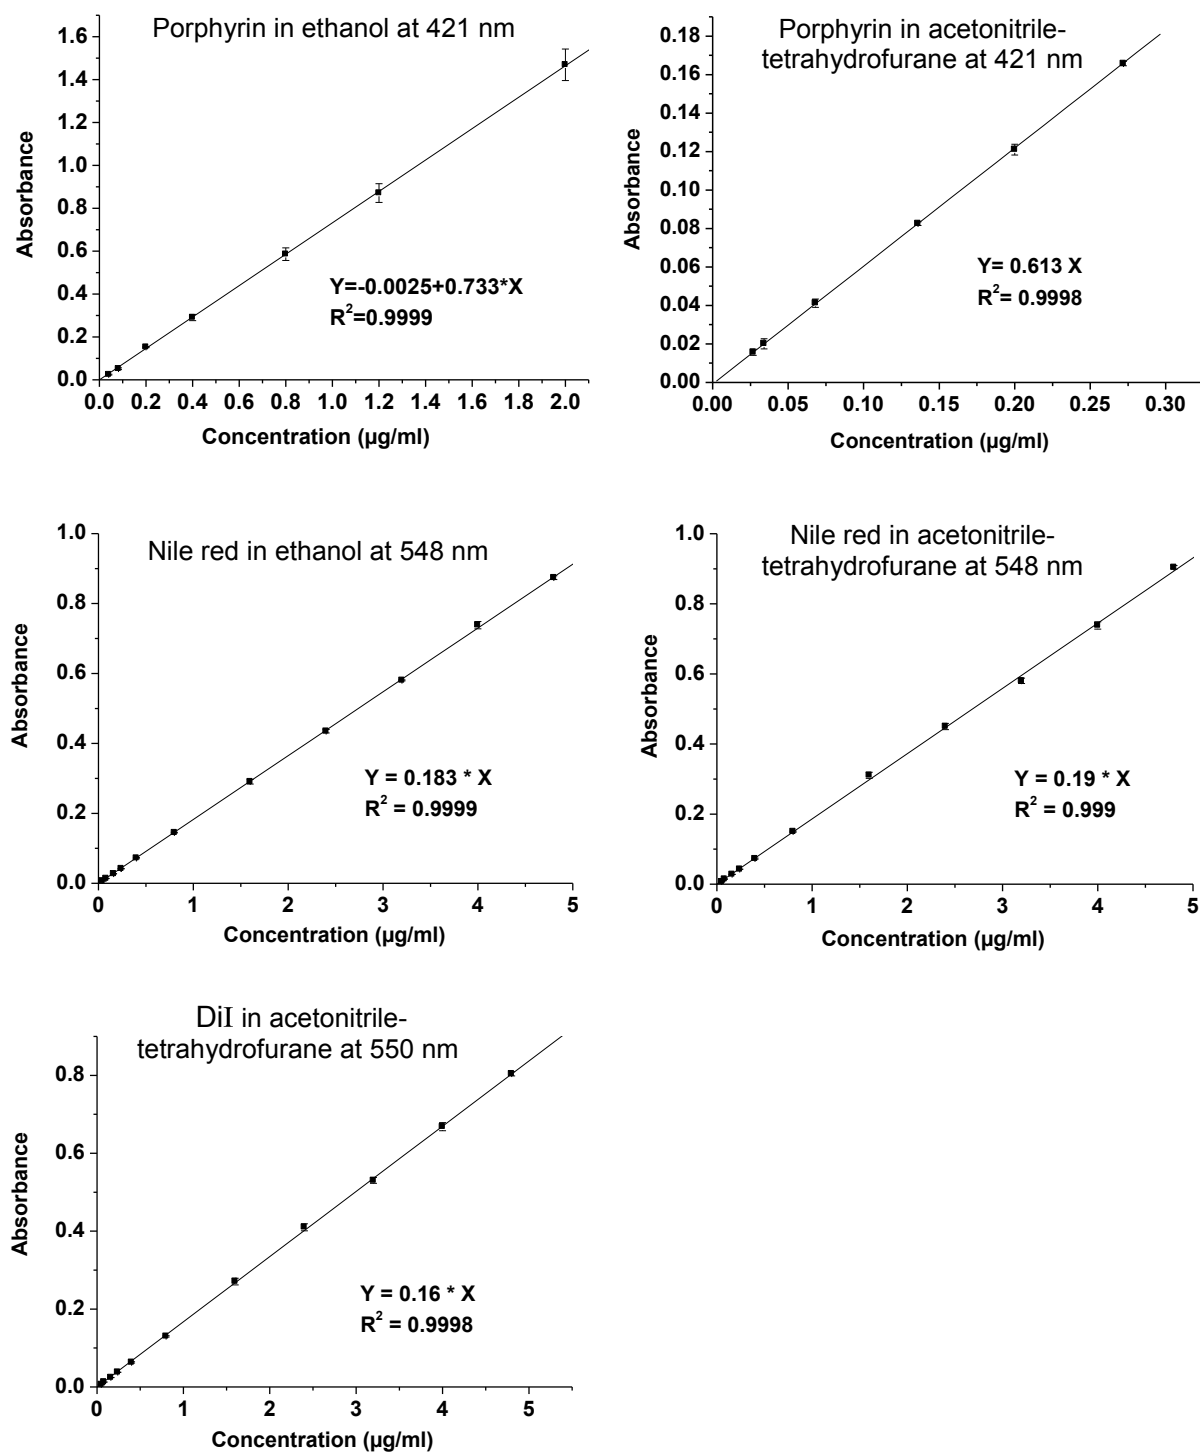 Porphyrin in ethanol at 421 nm
1.6
1.4
1.2
1.0
0.8
0.6
0.4
0.2
0.0
Absorbance
Y=-0.0025+0.733*X
R²=0.9999
0.0 0.2 0.4 0.6 0.8 1.0 1.2 1.4 1.6 1.8 2.0
Concentration (µg/ml)
Porphyrin in acetonitrile-
tetrahydrofurane at 421 nm
0.18
0.16
0.14
0.12
0.10
0.08
0.06
0.04
0.02
0.00
Absorbance
Y= 0.613 X
R²= 0.9998
0.00 0.05 0.10 0.15 0.20 0.25 0.30
Concentration (µg/ml)
Nile red in ethanol at 548 nm
1.0
0.8
0.6
0.4
0.2
0.0
Absorbance
Y = 0.183 * X
R² = 0.9999
0 1 2 3 4 5
Concentration (µg/ml)
Nile red in acetonitrile-
tetrahydrofurane at 548 nm
1.0
0.8
0.6
0.4
0.2
0.0
Absorbance
Y = 0.19 * X
R² = 0.999
0 1 2 3 4 5
Concentration (µg/ml)
DiI in acetonitrile-
tetrahydrofurane at 550 nm
0.8
0.6
0.4
0.2
0.0
Absorbance
Y = 0.16 * X
R² = 0.9998
0 1 2 3 4 5
Concentration (µg/ml)